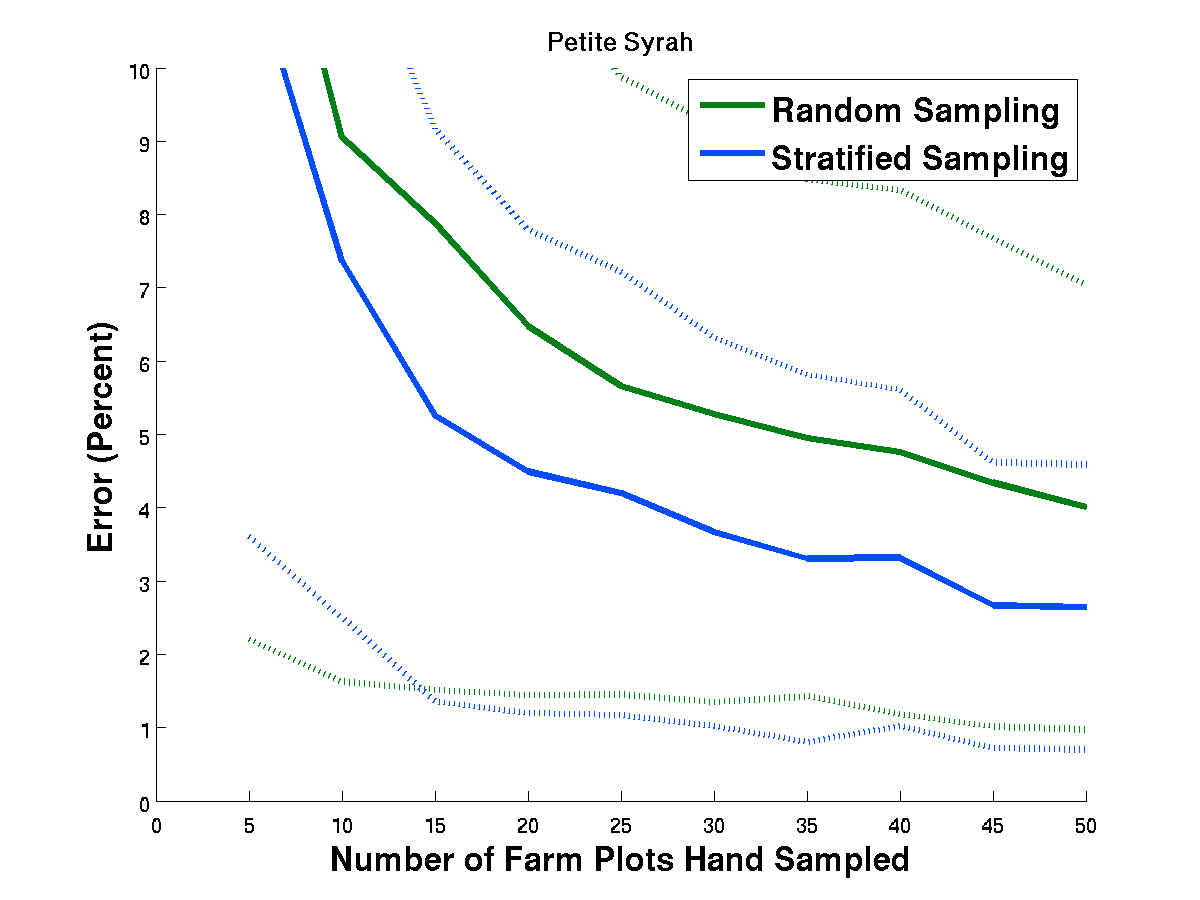 Petite Syrah
10
9
8
7
6
5
4
3
2
1
0
Error (Percent)
Random Sampling
Stratified Sampling
0 5 10 15 20 25 30 35 40 45 50
Number of Farm Plots Hand Sampled